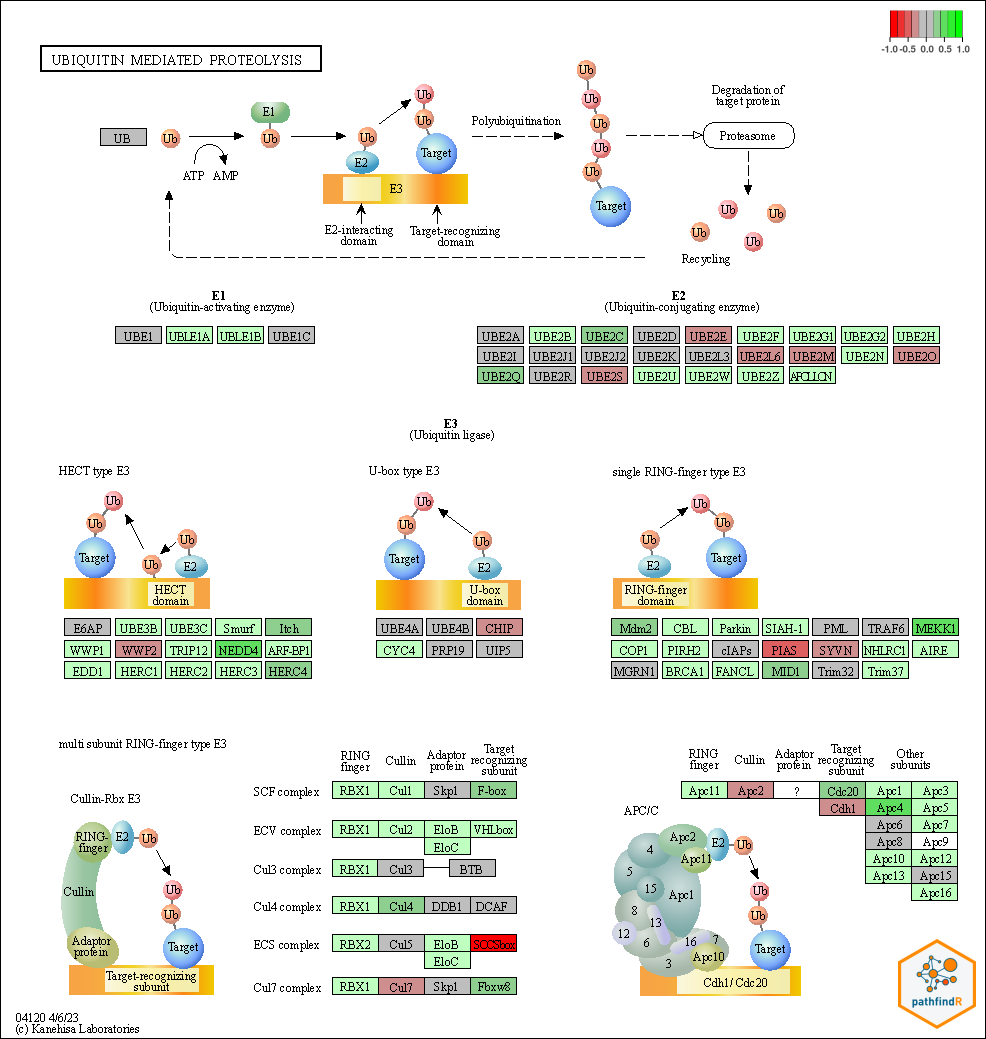 -1.0 -0.5 0.0 0.5 1.0
UBIQUITIN MEDIATED PROTEOLYSIS
UB
Ub
ATP AMP
E1
Ub
Ub
E2
Ub
Ub
Target
E3
E2-interacting
domain
Target-recognizing
domain
Polyubiquitination
Ub
Ub
Ub
Ub
Ub
Target
Degradation of
target protein
Proteasome
Ub
Ub
Ub
Ub
Recycling
E1
(Ubiquitin-activating enzyme)
UBE1 UBLE1A UBLE1B UBE1C
E2
(Ubiquitin-conjugating enzyme)
UBE2A UBE2B UBE2C UBE2D UBE2E UBE2F UBE2G1 UBE2G2 UBE2H
UBE2I UBE2J1 UBE2J2 UBE2K UBE2L3 UBE2L6 UBE2M UBE2N UBE2O
UBE2Q UBE2R UBE2S UBE2U UBE2W UBE2Z AFCLLCN
E3
(Ubiquitin ligase)
HECT type E3
Ub
Ub
Target
Ub
Ub
E2
HECT
domain
E6AP UBE3B UBE3C Smurf Itch
WWP1 WWP2 TRIP12 NEDD4 ARF-BP1
EDD1 HERC1 HERC2 HERC3 HERC4
U-box type E3
Ub
Ub
Target
Ub
E2
U-box
domain
UBE4A UBE4B CHIP
CYC4 PRP19 UIP5
single RING-finger type E3
Ub
Ub
Ub
E2
Target
RING-finger
domain
Mdm2 CBL Parkin SIAH-1 PML TRAF6 MEKK1
COP1 PIRH2 cIAPs PIAS SYVN NHLRC1 AIRE
MGRN1 BRCA1 FANCL MID1 Trim32 Trim37
multi subunit RING-finger type E3
Cullin-Rbx E3
RING-
finger
E2
Ub
Cullin
Ub
Ub
Adaptor
protein
Target
Target-recognizing
subunit
RING
finger
Cullin
Adaptor
protein
Target
recognizing
subunit
SCF complex RBX1 Cul1 Skp1 F-box
ECV complex RBX1 Cul2 EloB VHLbox
EloC
Cul3 complex RBX1 Cul3 BTB
Cul4 complex RBX1 Cul4 DDB1 DCAF
ECS complex RBX2 Cul5 EloB SOCSbox
EloC
Cul7 complex RBX1 Cul7 Skp1 Fbxw8
RING
finger
Cullin
Adaptor
protein
Target
recognizing
subunit
Other
subunits
Apc11 Apc2 ? Cdc20 Apc1 Apc3
Cdh1 Apc4 Apc5
Apc6 Apc7
Apc8 Apc9
Apc10 Apc12
Apc13 Apc15
Apc16
APC/C
Apc2
E2
Ub
4
Apc11
5
15
Apc1
Ub
8
13
Ub
12
6
16
7
Apc10
3
Target
Cdh1/ Cdc20
pathfindR
04120 4/6/23
(c) Kanehisa Laboratories